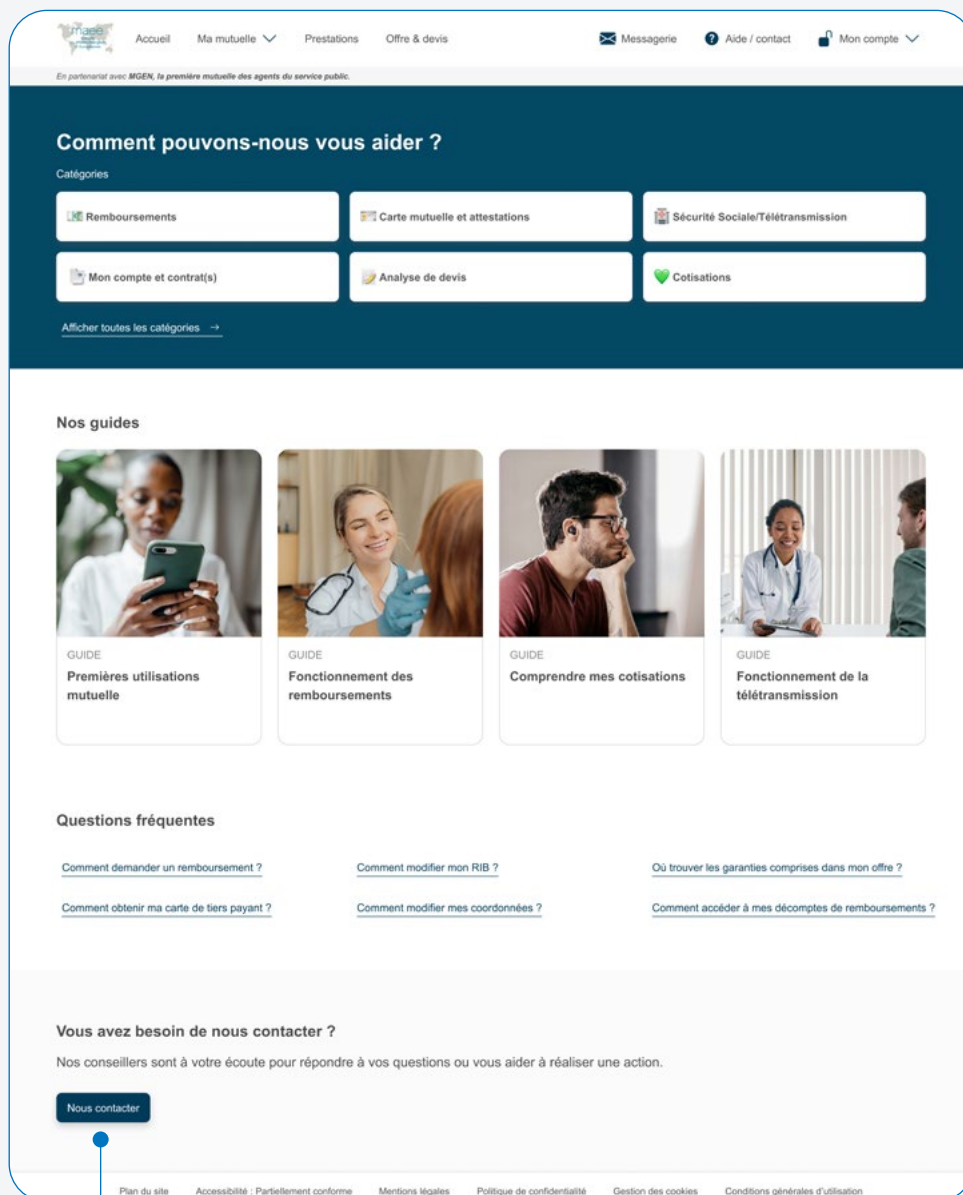 maee
Accueil
Ma mutuelle
Prestations
Offre & devis
Messagerie
Aide / contact
Mon compte
En partenariat avec MGEN, la première mutuelle des agents du service public.
Comment pouvons-nous vous aider ?
Catégories
Remboursements
Carte mutuelle et attestations
Sécurité Sociale/Télétransmission
Mon compte et contrat(s)
Analyse de devis
Cotisations
Afficher toutes les catégories →
Nos guides
GUIDE
Premières utilisations
mutuelle
GUIDE
Fonctionnement des
remboursements
GUIDE
Comprendre mes cotisations
GUIDE
Fonctionnement de la
télétransmission
Questions fréquentes
Comment demander un remboursement ?
Comment modifier mon RIB ?
Où trouver les garanties comprises dans mon offre ?
Comment obtenir ma carte de tiers payant ?
Comment modifier mes coordonnées ?
Comment accéder à mes décomptes de remboursements ?
Vous avez besoin de nous contacter ?
Nos conseillers sont à votre écoute pour répondre à vos questions ou vous aider à réaliser une action.
Nous contacter
Plan du site
Accessibilité : Partiellement conforme
Mentions légales
Politique de confidentialité
Gestion des cookies
Conditions générales d'utilisation